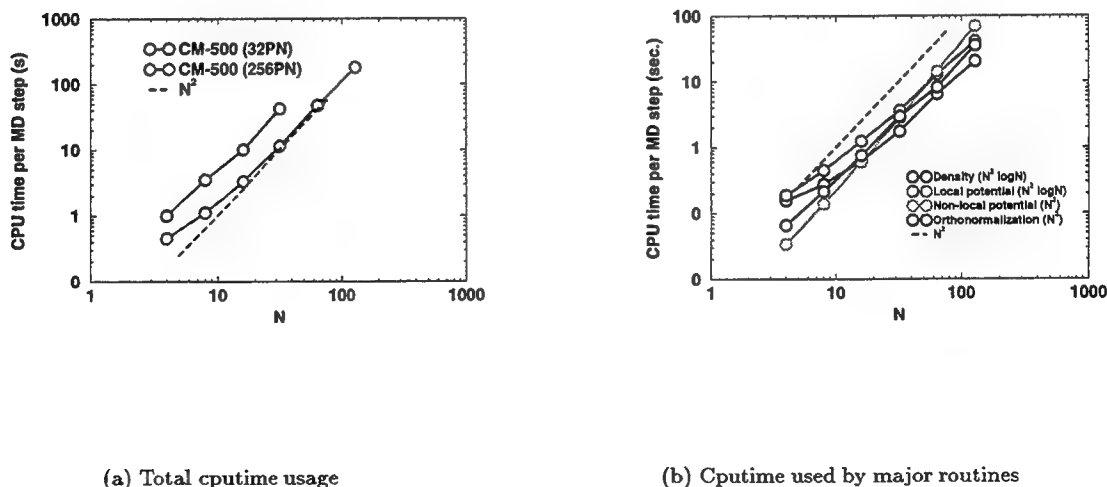 1000
100
10
1
0
CPU time per MD step (s)
CM-500 (32PN)
CM-500 (256PN)
N²
1 10 100 1000
N
100
10
1
0
0
CPU time per MD step (sec.)
Density (N² logN)
Local potential (N² logN)
Non-local potential (N³)
Orthonormalization (N³)
N²
1 10 100 1000
N
(a) Total cputime usage
(b) Cputime used by major routines